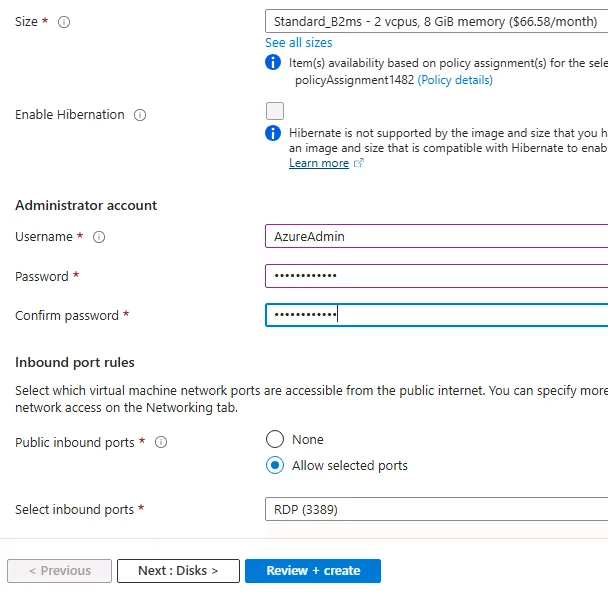 Size * Standard_B2ms - 2 vcpus, 8 GiB memory ($66.58/month)
See all sizes
Item(s) availability based on policy assignment(s) for the sele
policyAssignment1482 (Policy details)
Enable Hibernation
Hibernate is not supported by the image and size that you h
an image and size that is compatible with Hibernate to enab
Learn more
Administrator account
Username * AzureAdmin
Password * ••••••••••••
Confirm password * ••••••••••••
Inbound port rules
Select which virtual machine network ports are accessible from the public internet. You can specify more
network access on the Networking tab.
Public inbound ports * None
Allow selected ports
Select inbound ports * RDP (3389)
< Previous Next : Disks > Review + create